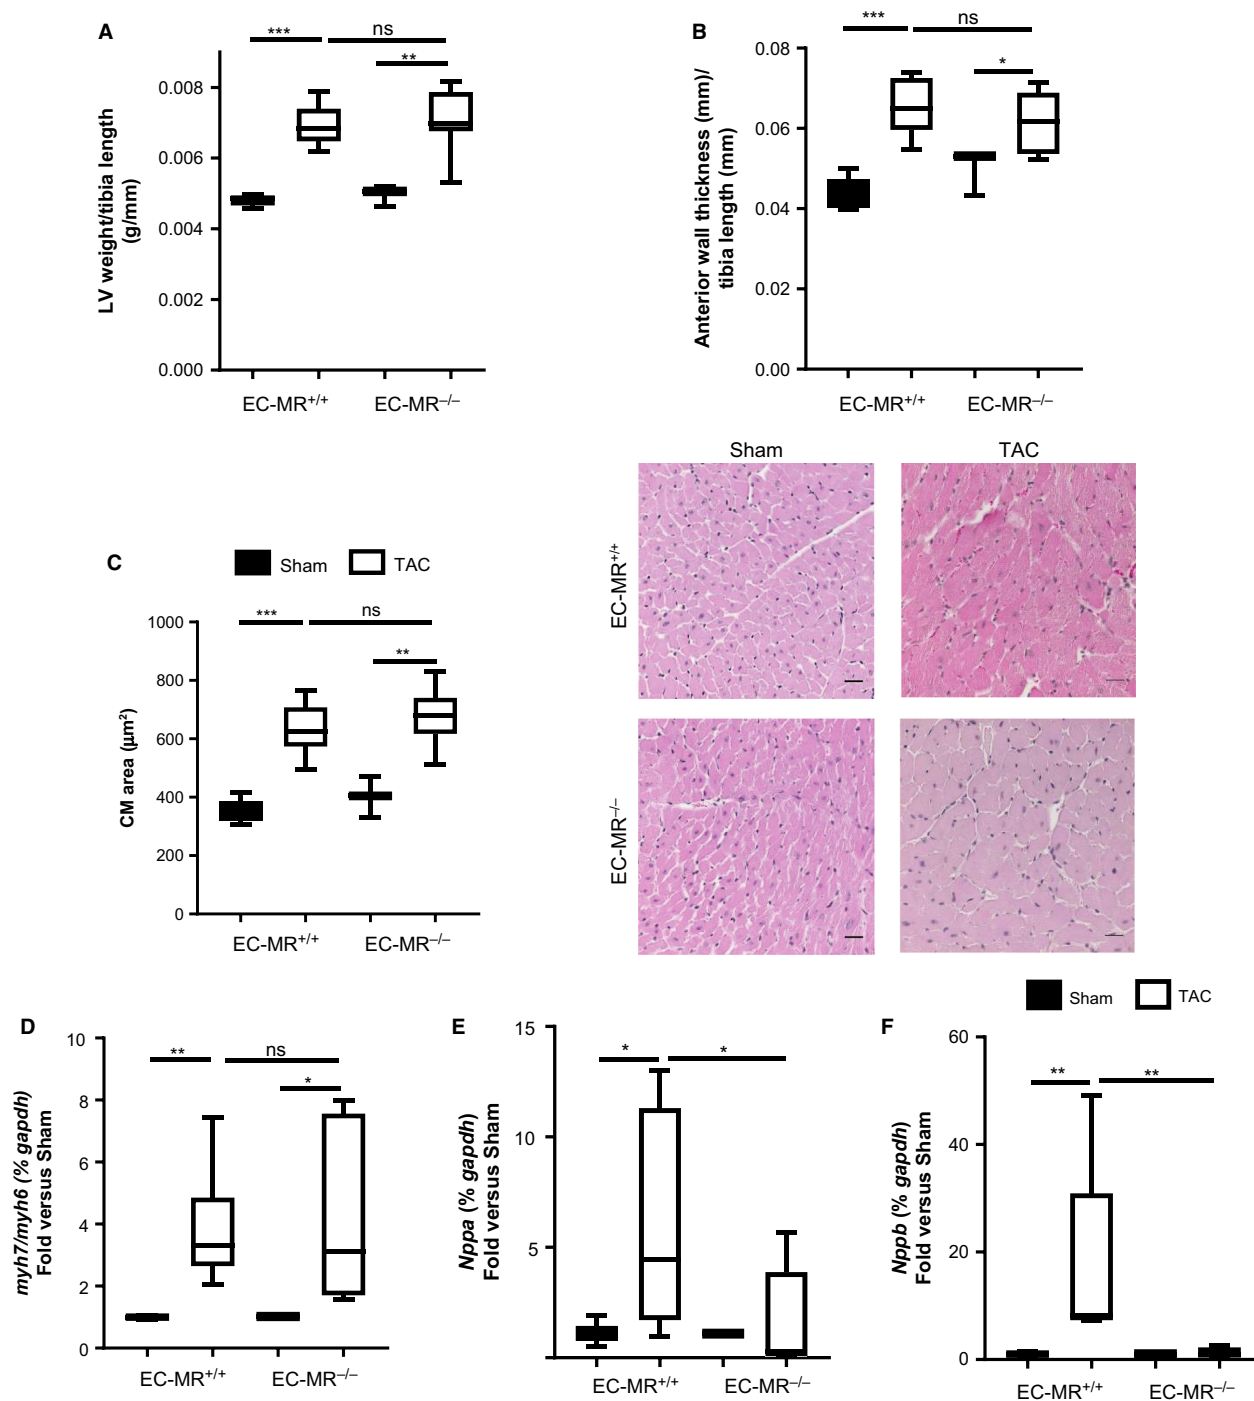 A
***
ns
**
LV weight/tibia length
(g/mm)
0.008
0.006
0.004
0.002
0.000
EC-MR+/+
EC-MR–/–
B
***
ns
*
Anterior wall thickness (mm)/
tibia length (mm)
0.08
0.06
0.04
0.02
0.00
EC-MR+/+
EC-MR–/–
C
Sham
TAC
***
ns
**
CM area (µm²)
1000
800
600
400
200
0
EC-MR+/+
EC-MR–/–
Sham
TAC
EC-MR+/+
EC-MR–/–
D
**
ns
*
myh7/myh6 (% gapdh)
Fold versus Sham
10
8
6
4
2
0
EC-MR+/+
EC-MR–/–
E
*
*
Nppa (% gapdh)
Fold versus Sham
15
10
5
EC-MR+/+
EC-MR–/–
Sham
TAC
F
**
**
Nppb (% gapdh)
Fold versus Sham
60
40
20
0
EC-MR+/+
EC-MR–/–